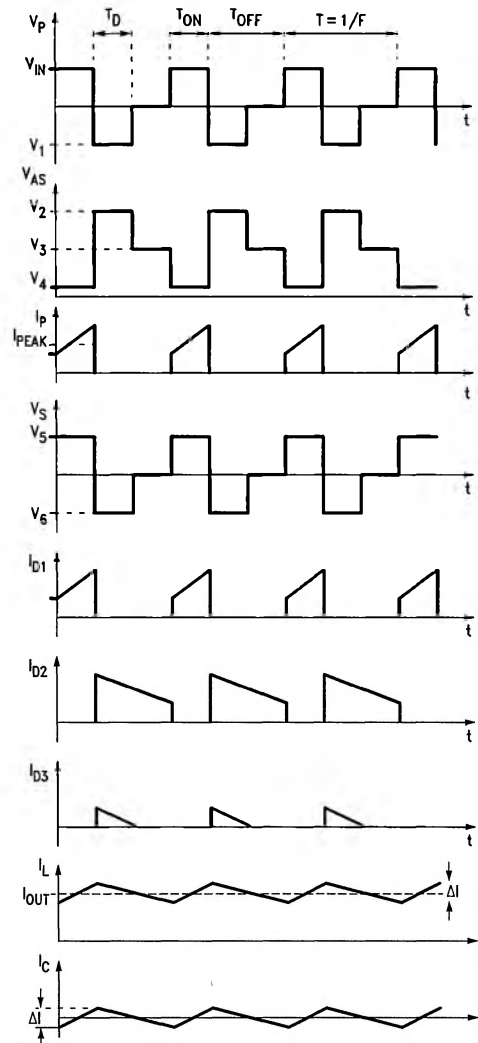 V_P T_D T_ON T_OFF T = 1/F
V_IN
t
V_1
V_AS
V_2
V_3
V_4
t
I_P
I_PEAK
t
V_S
V_5
t
V_6
I_D1
t
I_D2
t
I_D3
t
I_L
I_OUT ΔI
I_C
ΔI